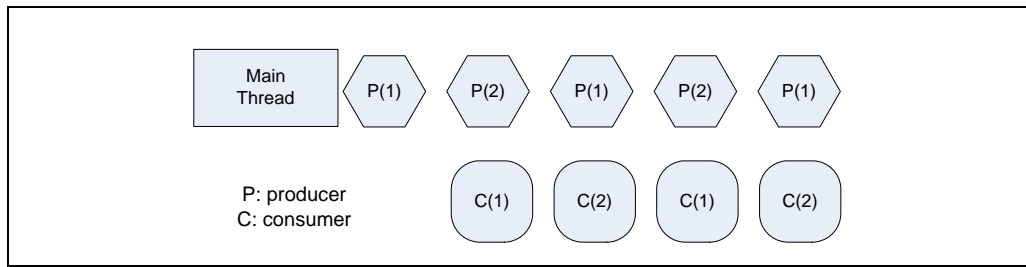 Main
Thread
P(1)
P(2)
P(1)
P(2)
P(1)
P: producer
C: consumer
C(1)
C(2)
C(1)
C(2)